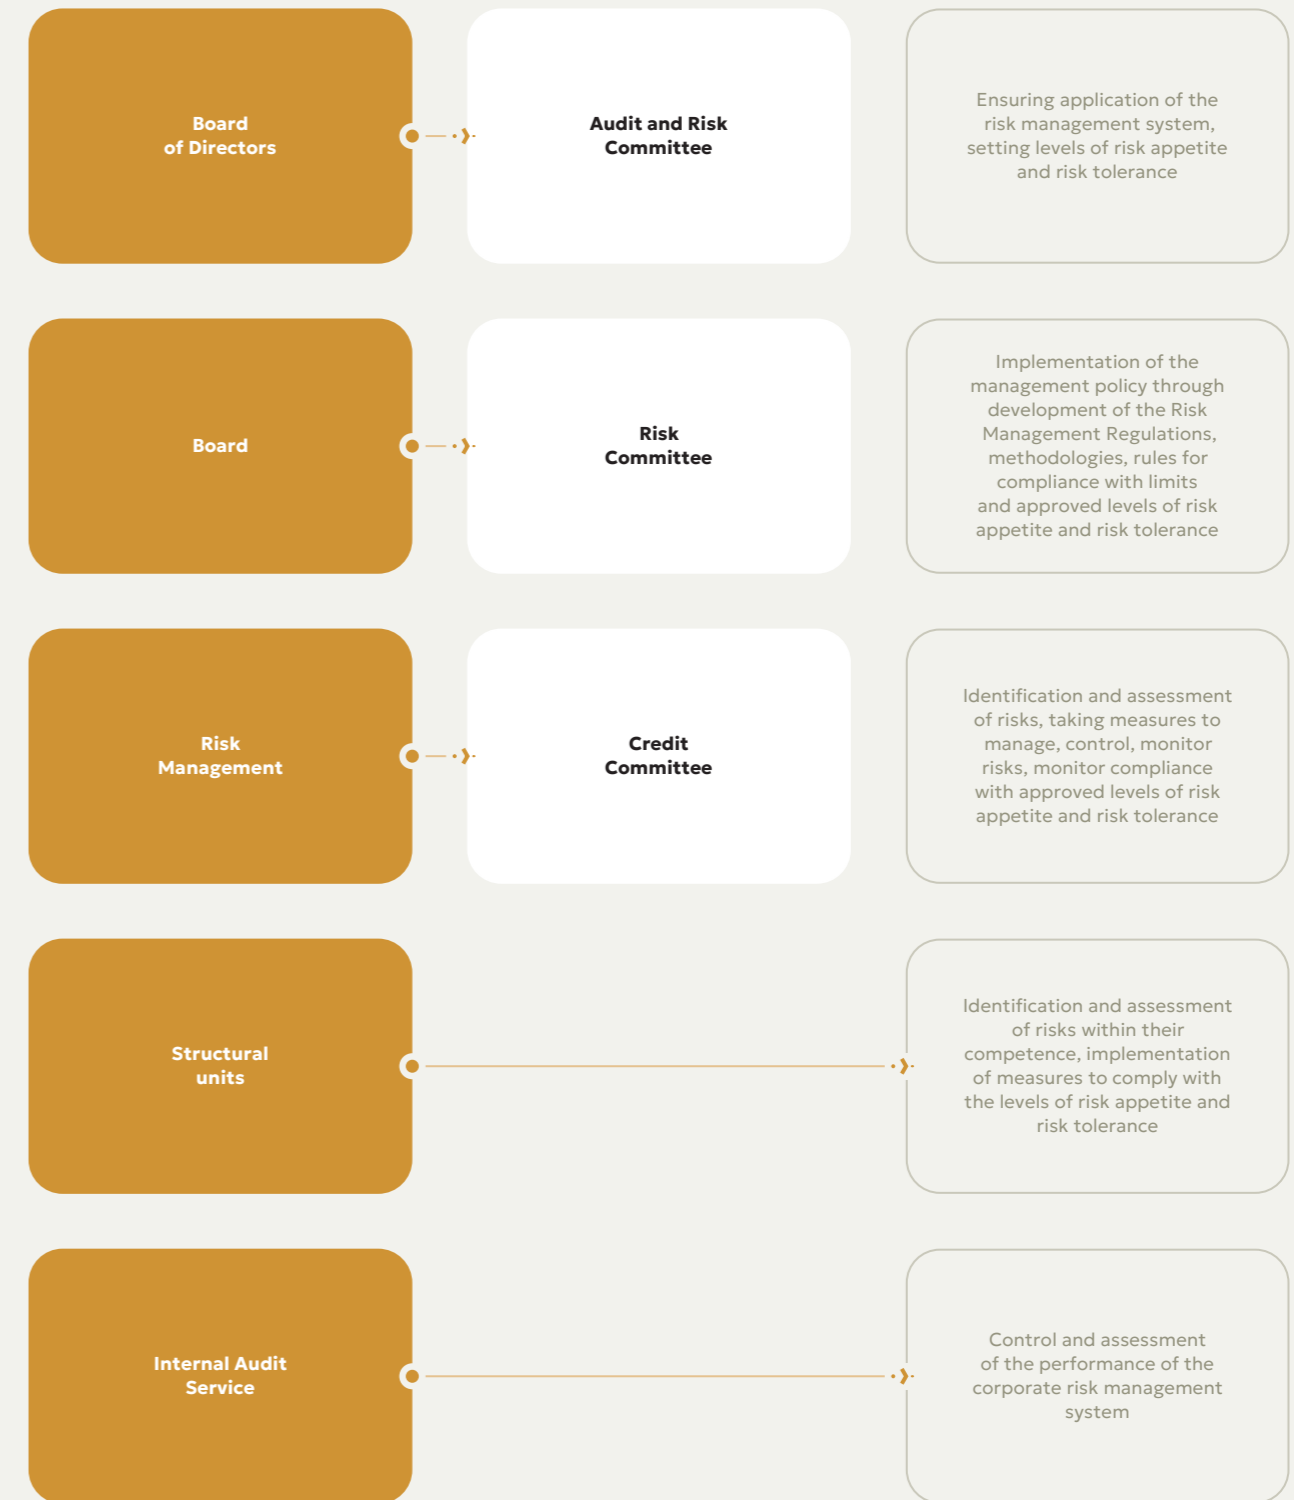 Board
of Directors
Audit and Risk
Committee
Ensuring application of the
risk management system,
setting levels of risk appetite
and risk tolerance
Board
Risk
Committee
Implementation of the
management policy through
development of the Risk
Management Regulations,
methodologies, rules for
compliance with limits
and approved levels of risk
appetite and risk tolerance
Risk
Management
Credit
Committee
Identification and assessment
of risks, taking measures to
manage, control, monitor
risks, monitor compliance
with approved levels of risk
appetite and risk tolerance
Structural
units
Identification and assessment
of risks within their
competence, implementation
of measures to comply with
the levels of risk appetite and
risk tolerance
Internal Audit
Service
Control and assessment
of the performance of the
corporate risk management
system